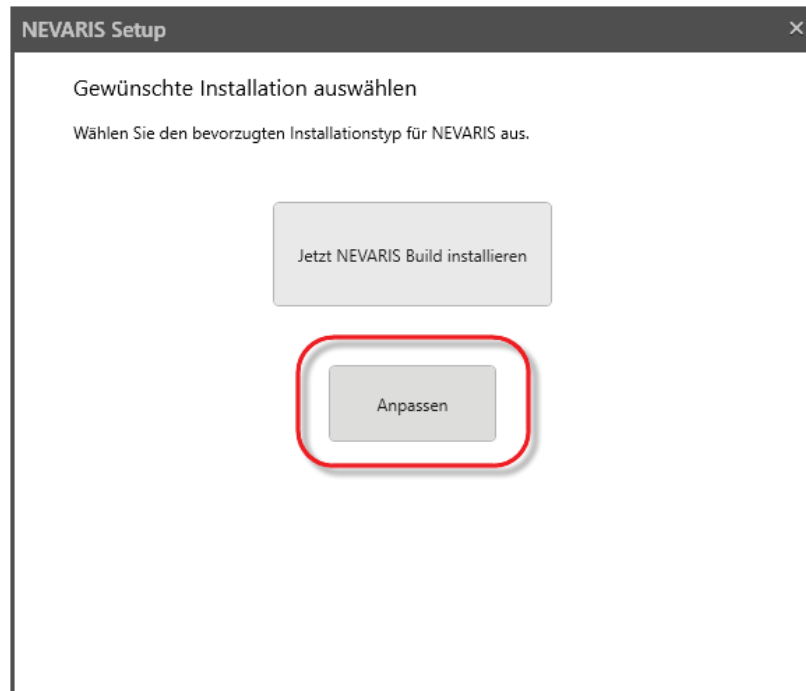 NEVARIS Setup
Gewünschte Installation auswählen
Wählen Sie den bevorzugten Installationstyp für NEVARIS aus.
Jetzt NEVARIS Build installieren
Anpassen